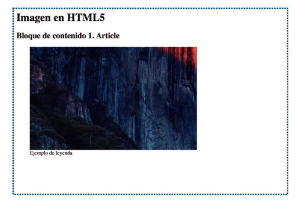 Imagen en HTML5
Bloque de contenido 1. Article
Ejemplo de leyenda